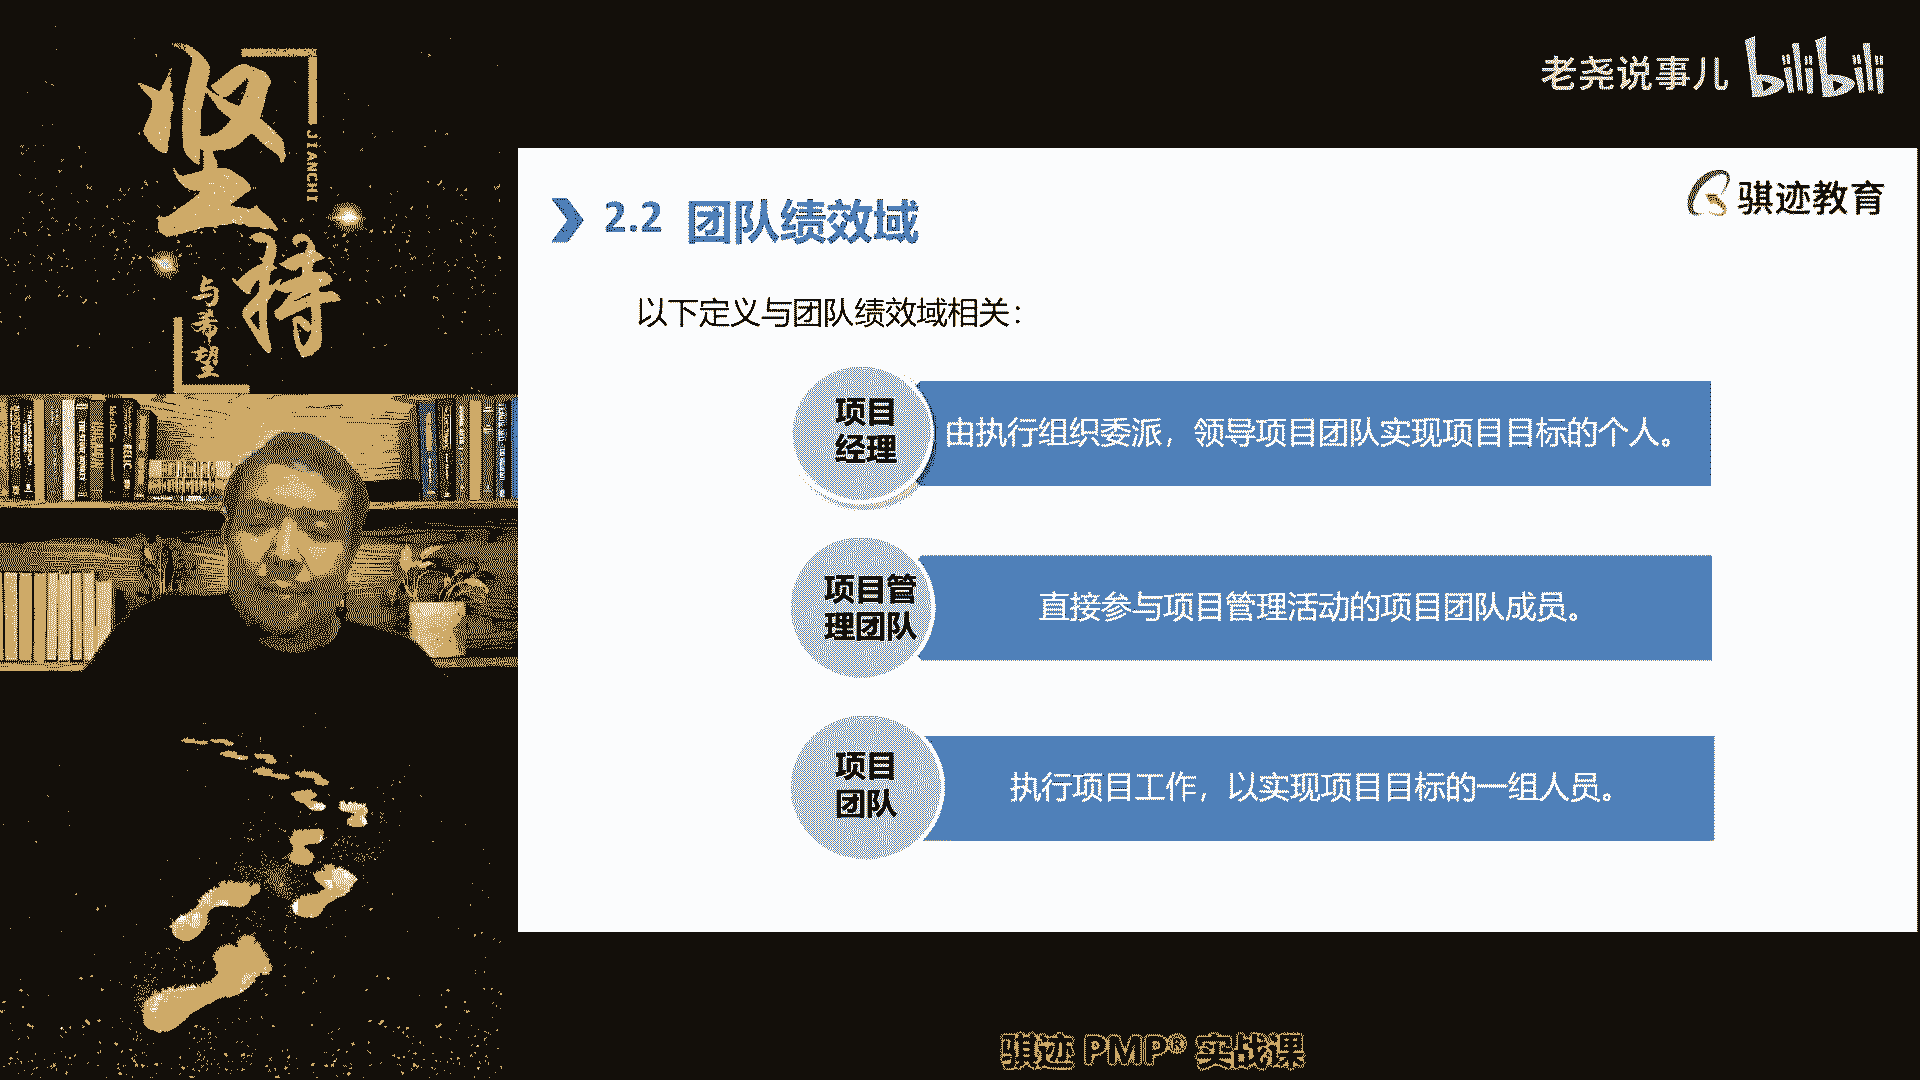 坚持
JIANCHI
与希望
老尧说事儿 bilibili
骐迹教育
2.2 团队绩效域
以下定义与团队绩效域相关：
项目
经理
由执行组织委派，领导项目团队实现项目目标的个人。
项目管
理团队
直接参与项目管理活动的项目团队成员。
项目
团队
执行项目工作，以实现项目目标的一组人员。
骐迹 PMP® 实战课